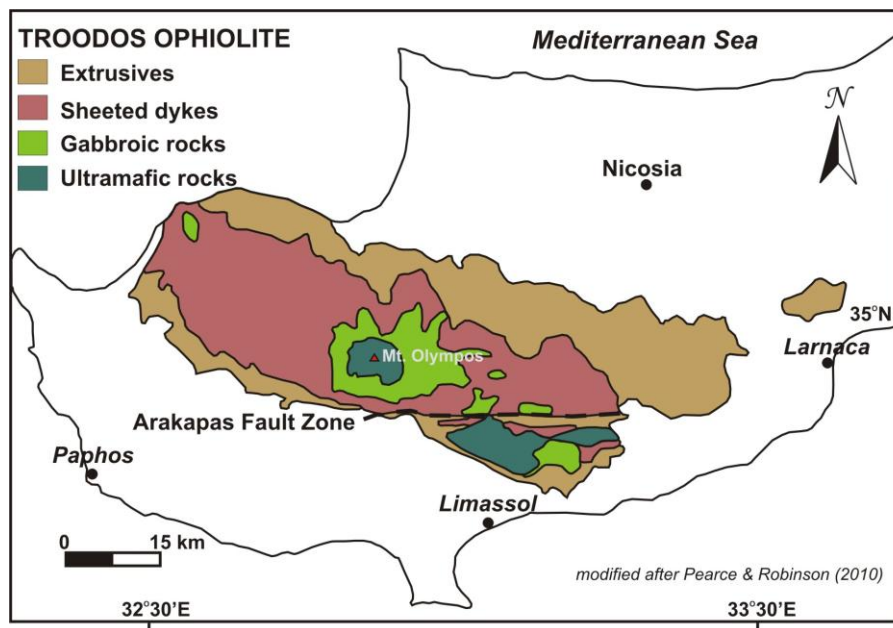 TROODOS OPHIOLITE
Extrusives
Sheeted dykes
Gabbroic rocks
Ultramafic rocks
Mediterranean Sea
N
Nicosia
35°N
Mt. Olympos
Larnaca
Arakapas Fault Zone
Paphos
Limassol
0 15 km
modified after Pearce & Robinson (2010)
32°30'E 33°30'E